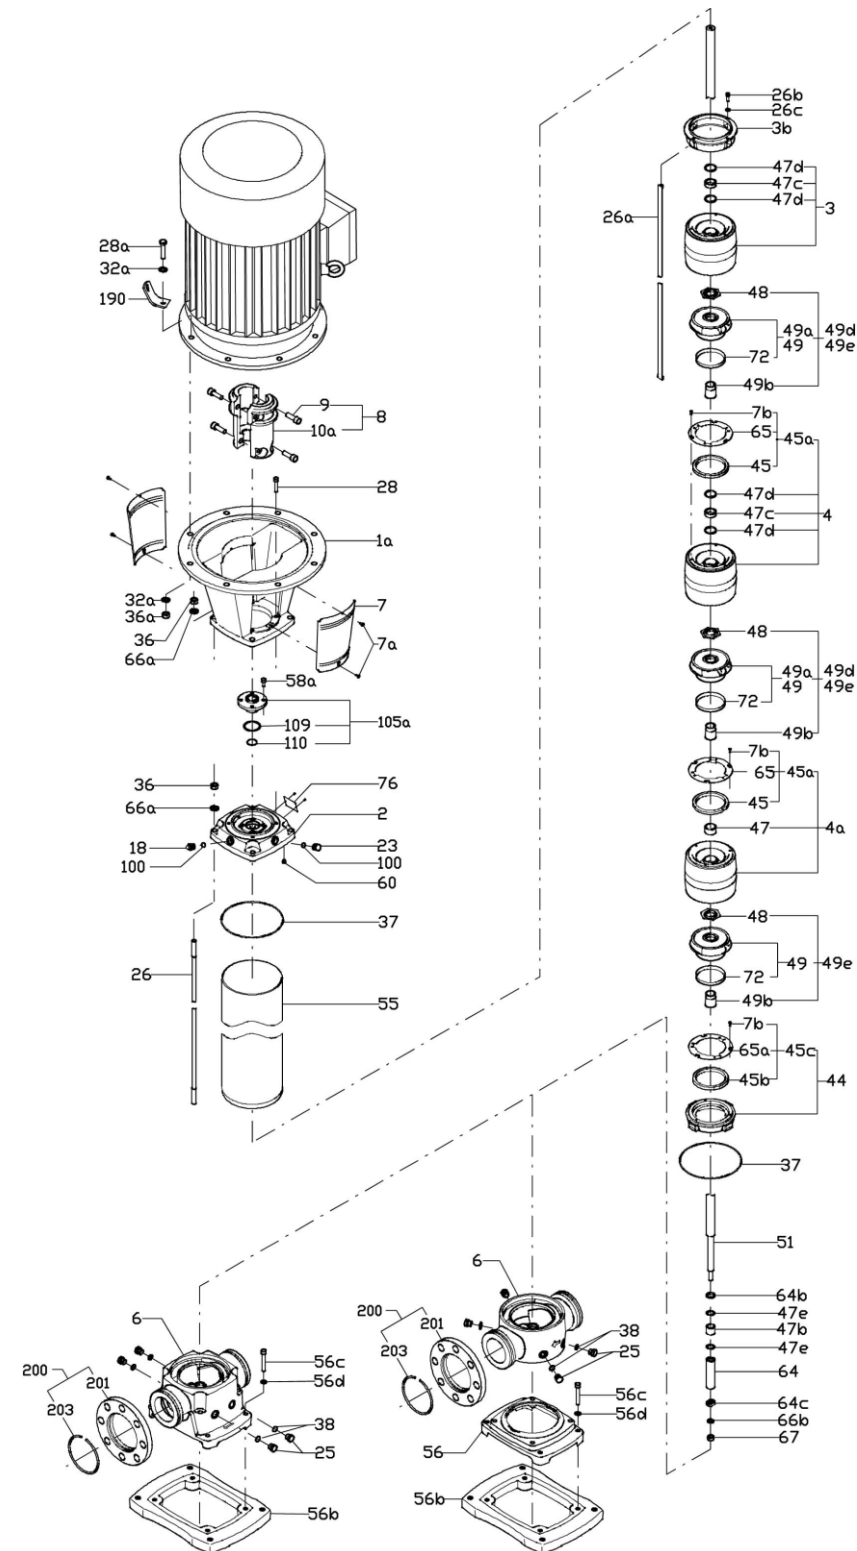 26b
26c
3b
47d
47c
47d
3
26a
28a
32a
190
48
49a
49
49d
49e
72
49b
9
8
10a
7b
65
45a
45
28
47d
47c
47d
4
1a
32a
36a
36
66a
7
7a
48
58a
49a
49
49d
49e
72
109
105a
110
49b
36
76
7b
65
45a
45
66a
2
47
4a
18
23
100
100
60
48
37
49
49e
26
72
55
49b
7b
65a
45c
45b
44
37
51
6
64b
200
201
38
47e
47b
25
47e
203
64
6
56c
56c
56d
200
201
56d
64c
203
38
66b
25
56
67
56b
56b